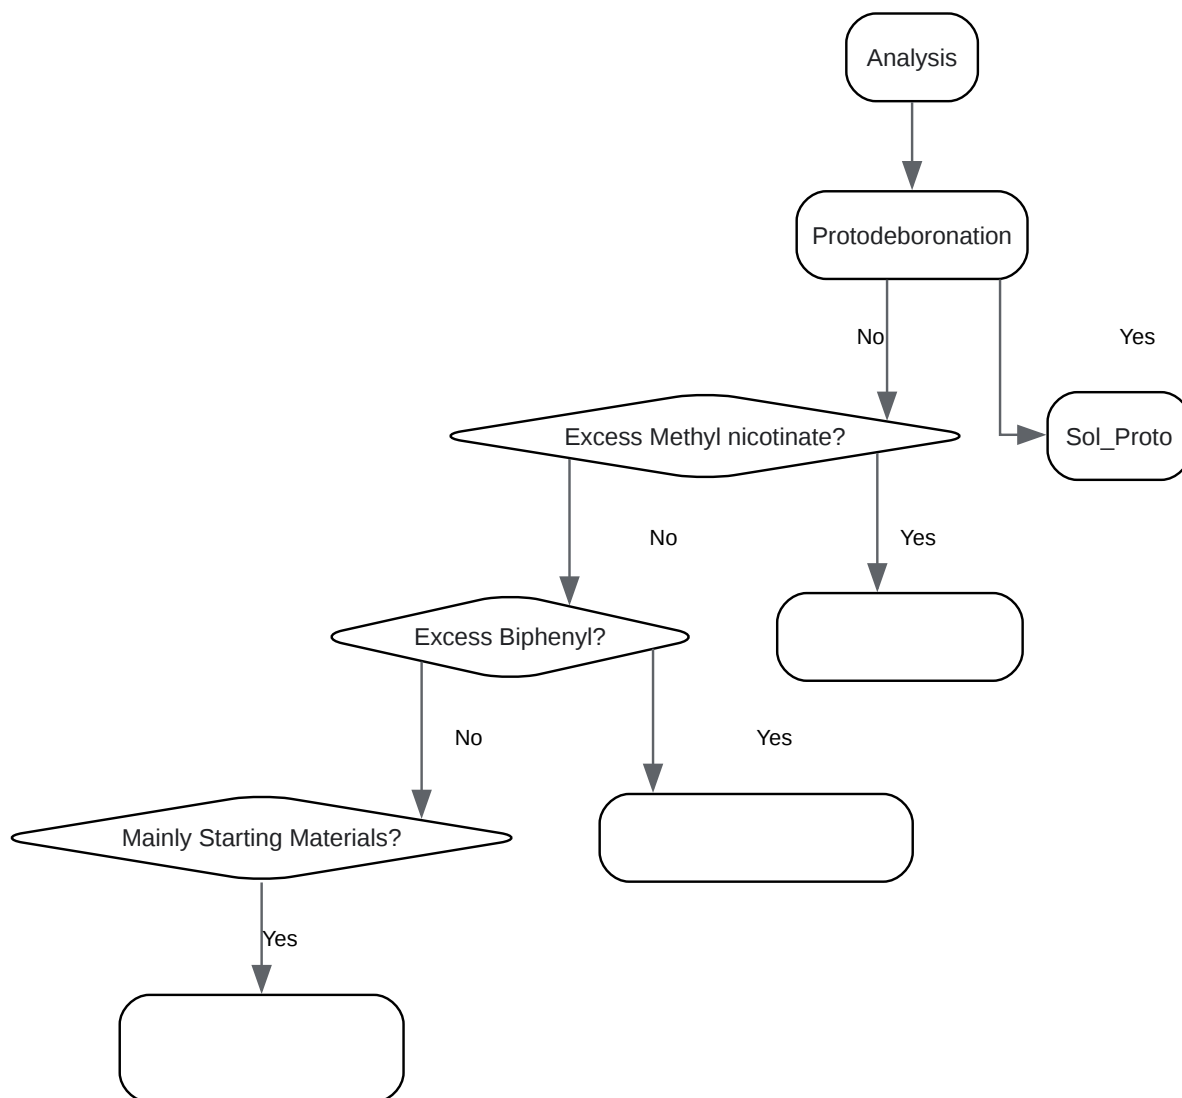 Analysis
Protodeboronation
No
Yes
Excess Methyl nicotinate?
Sol_Proto
No
Yes
Excess Biphenyl?
No
Yes
Mainly Starting Materials?
Yes